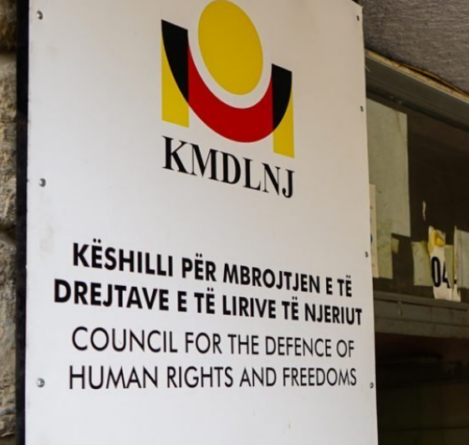 KMDLNJ
KËSHILLI PËR MBROJTJEN E TË
DREJTAVE E TË LIRIVE TË NJERIUT
COUNCIL FOR THE DEFENCE OF
HUMAN RIGHTS AND FREEDOMS
04